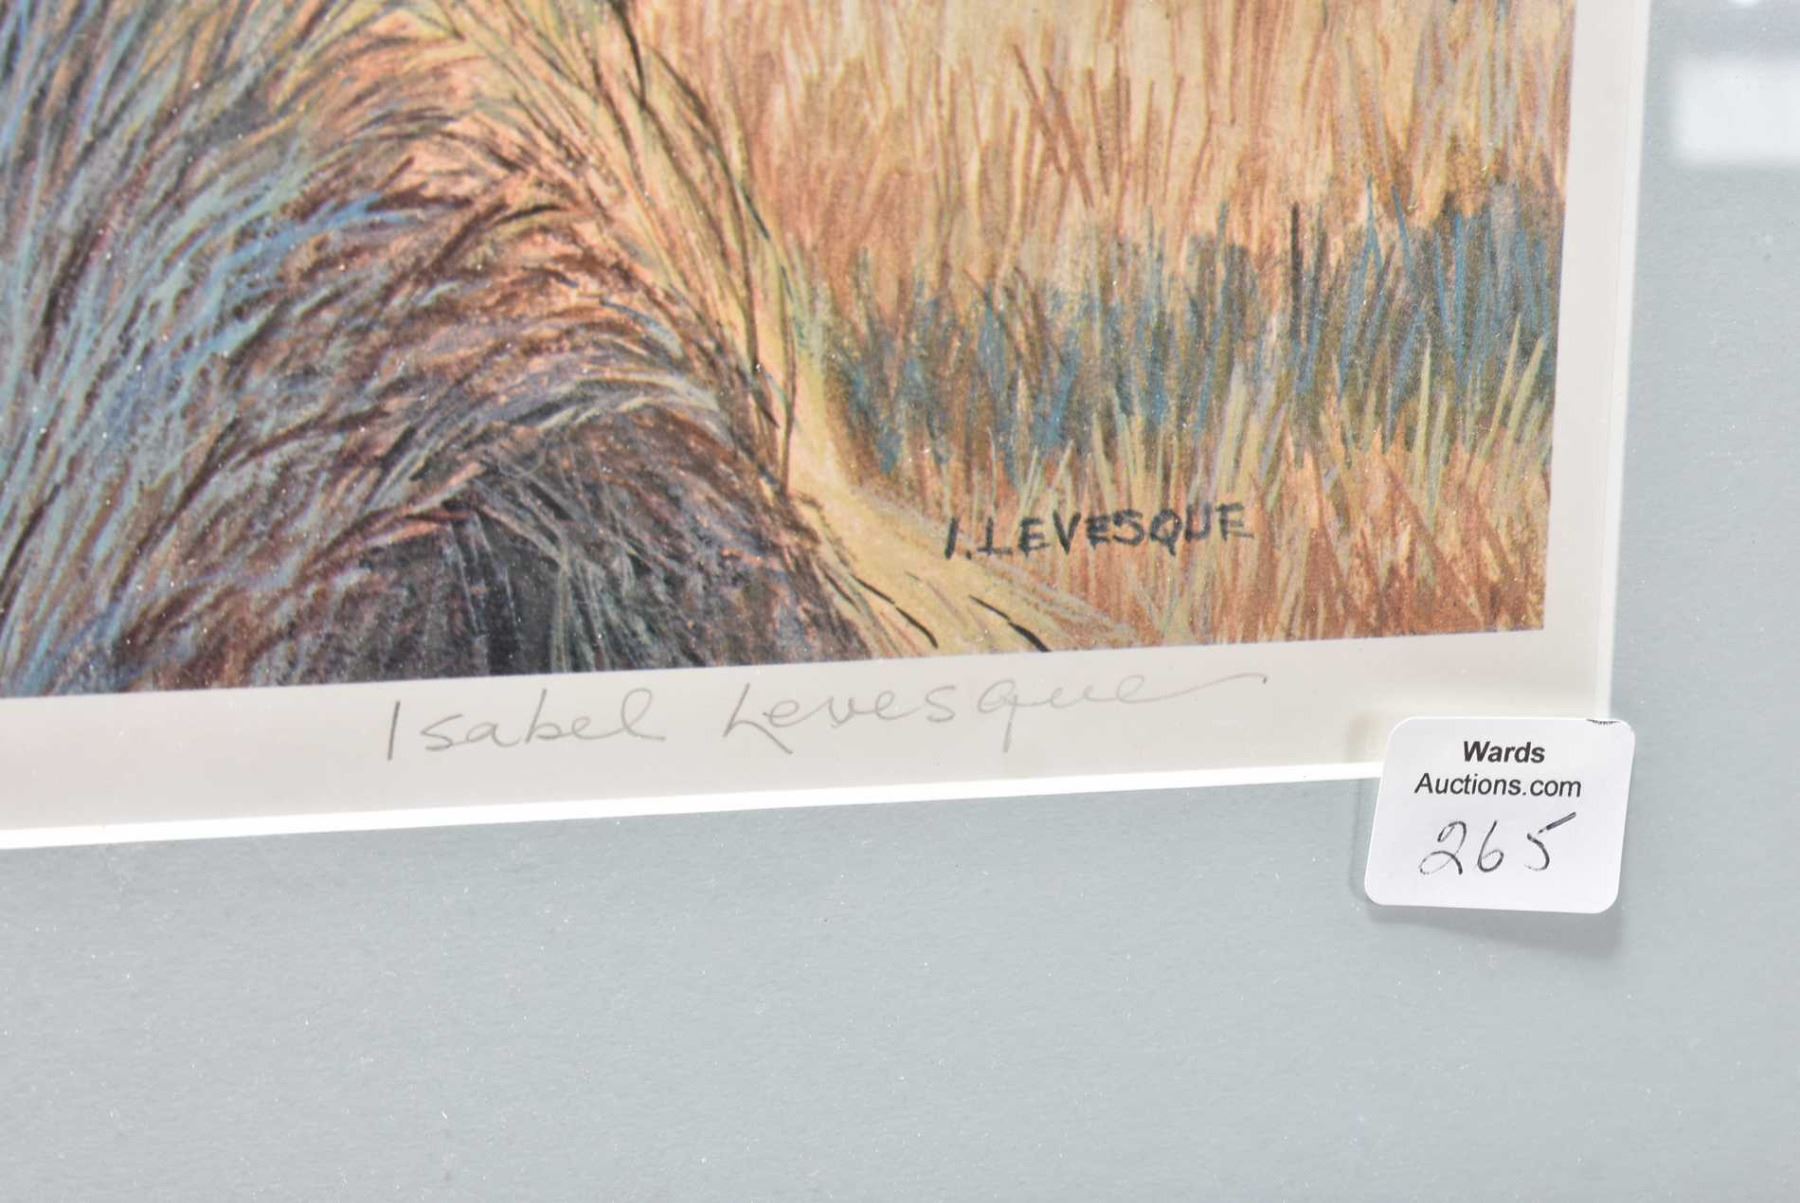 I.LEVESQUE
Isabel Levesque
Wards
Auctions.com
265